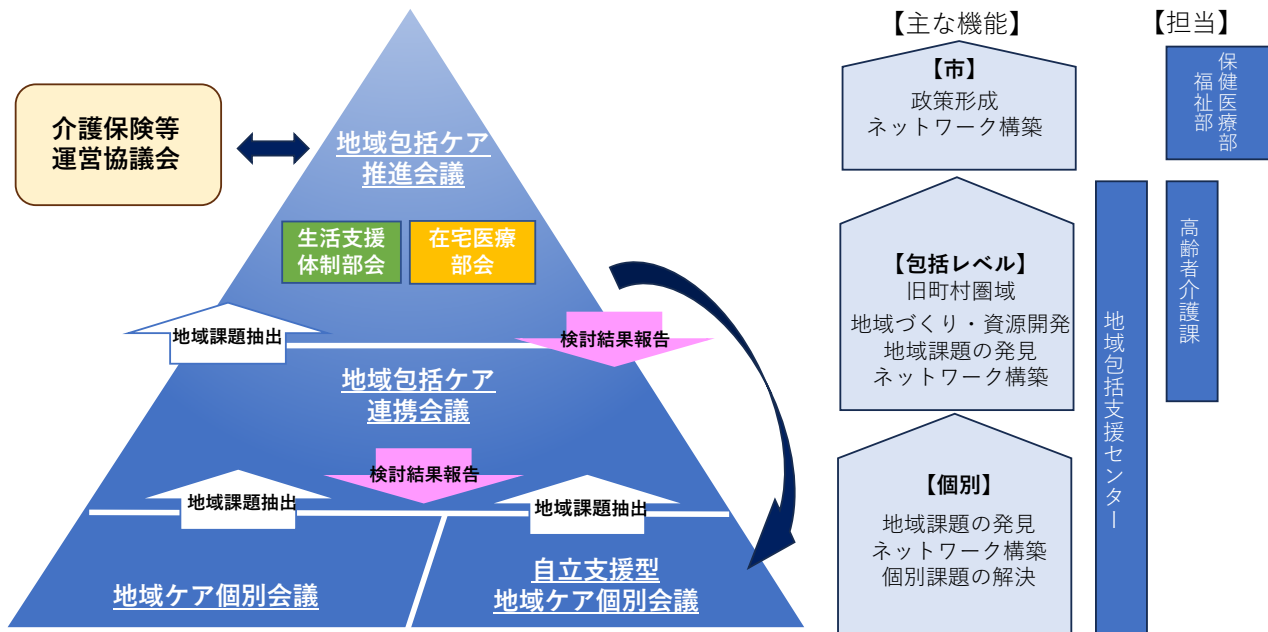 介護保険等
運営協議会
地域包括ケア
推進会議
生活支援
体制部会
在宅医療
部会
地域課題抽出
検討結果報告
地域包括ケア
連携会議
検討結果報告
地域課題抽出
地域課題抽出
地域ケア個別会議
自立支援型
地域ケア個別会議
【主な機能】
【市】
政策形成
ネットワーク構築
【包括レベル】
旧町村圏域
地域づくり・資源開発
地域課題の発見
ネットワーク構築
【個別】
地域課題の発見
ネットワーク構築
個別課題の解決
【担当】
保健医療部
福祉部
高齢者介護課
地域包括支援センター